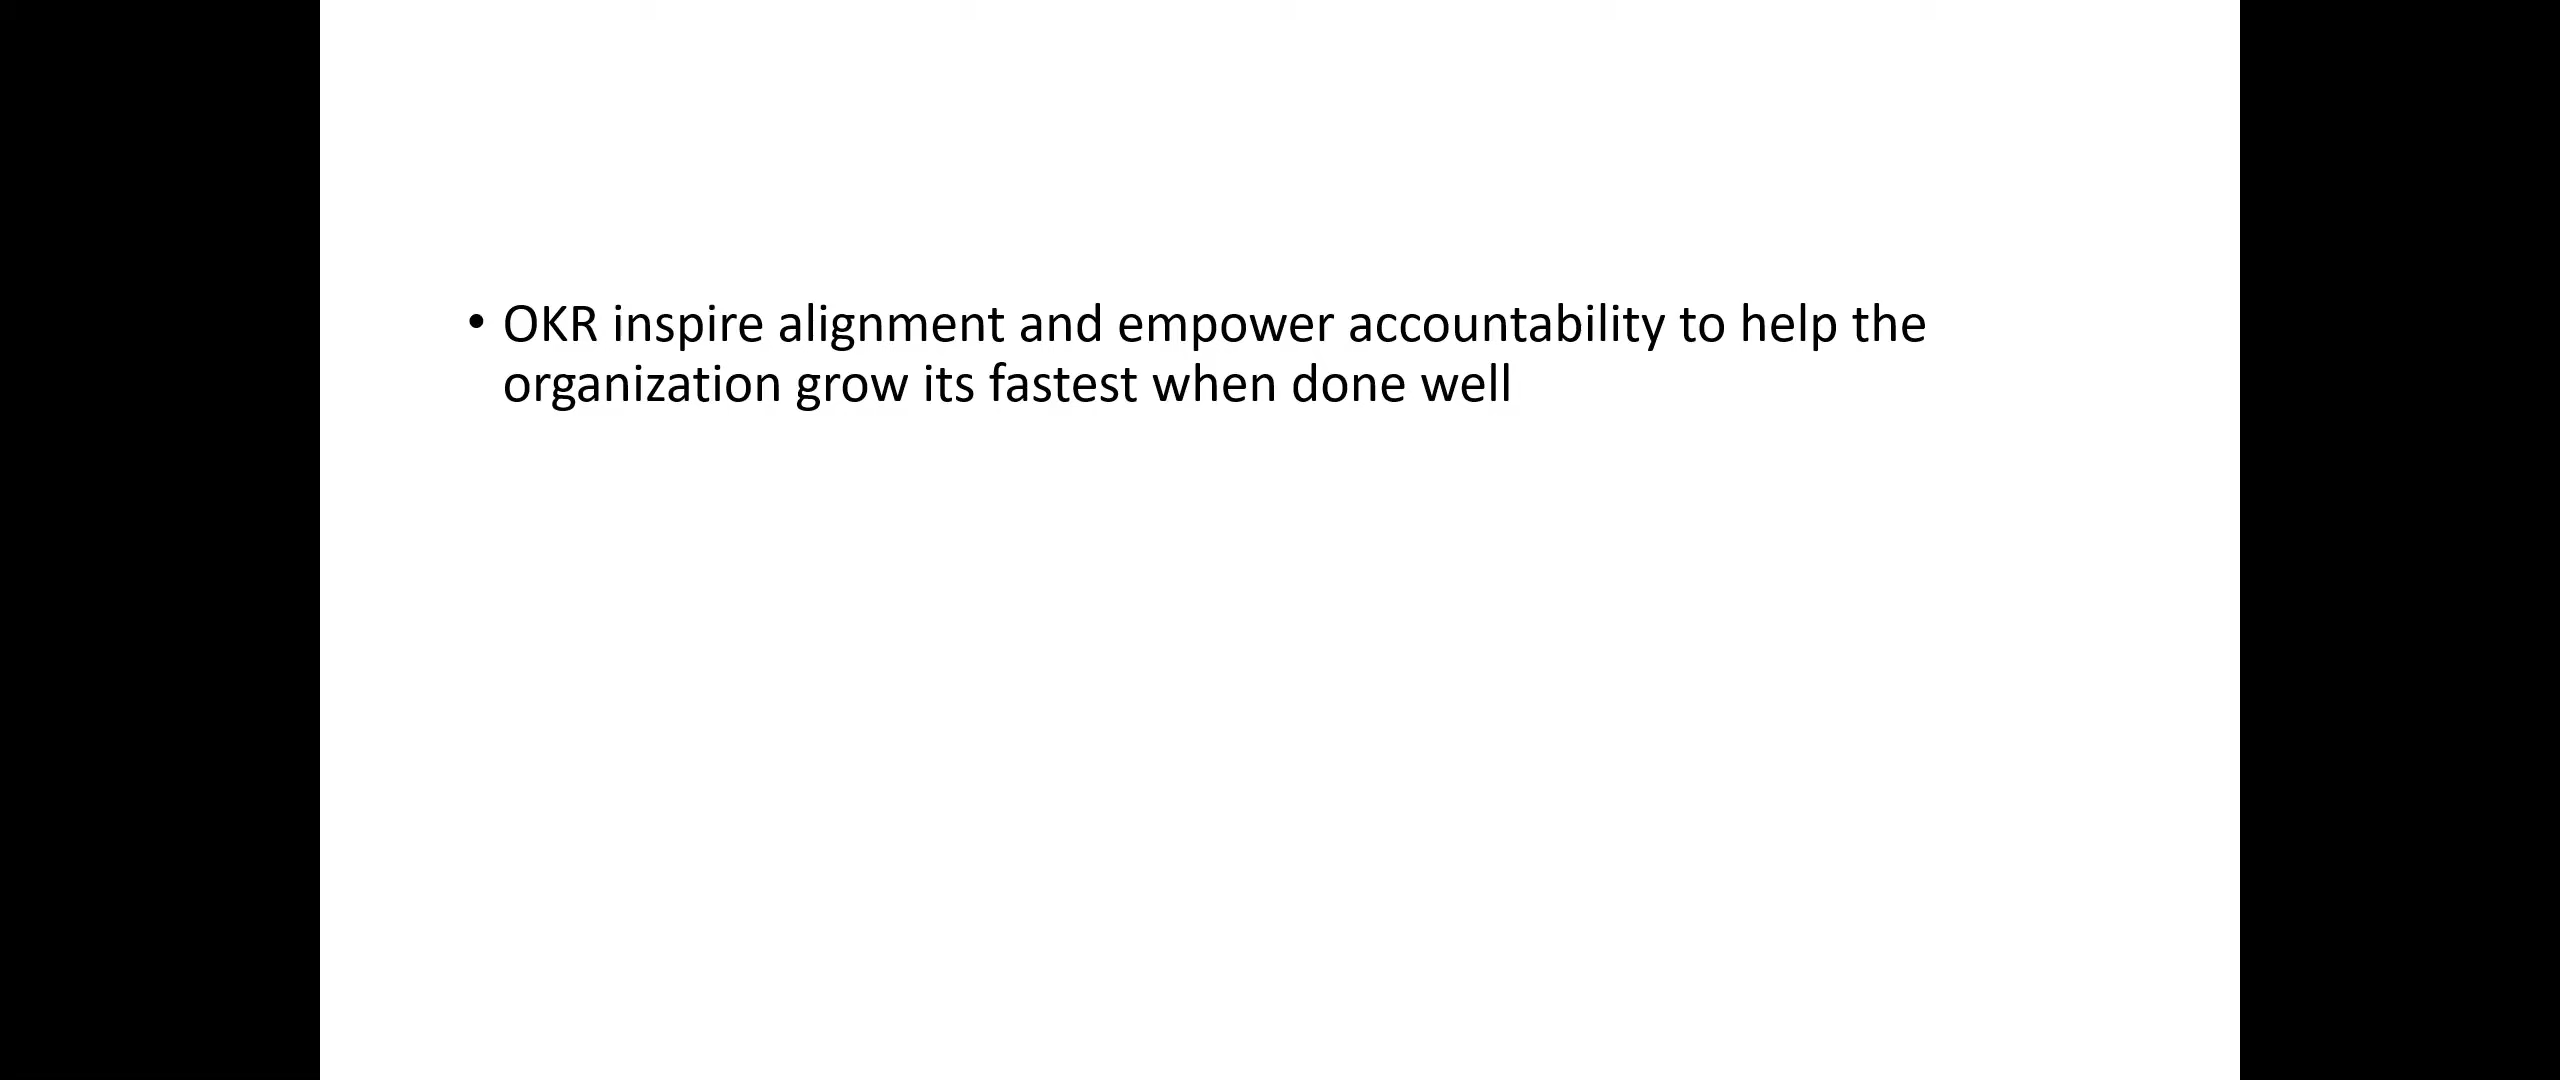 • OKR inspire alignment and empower accountability to help the
organization grow its fastest when done well